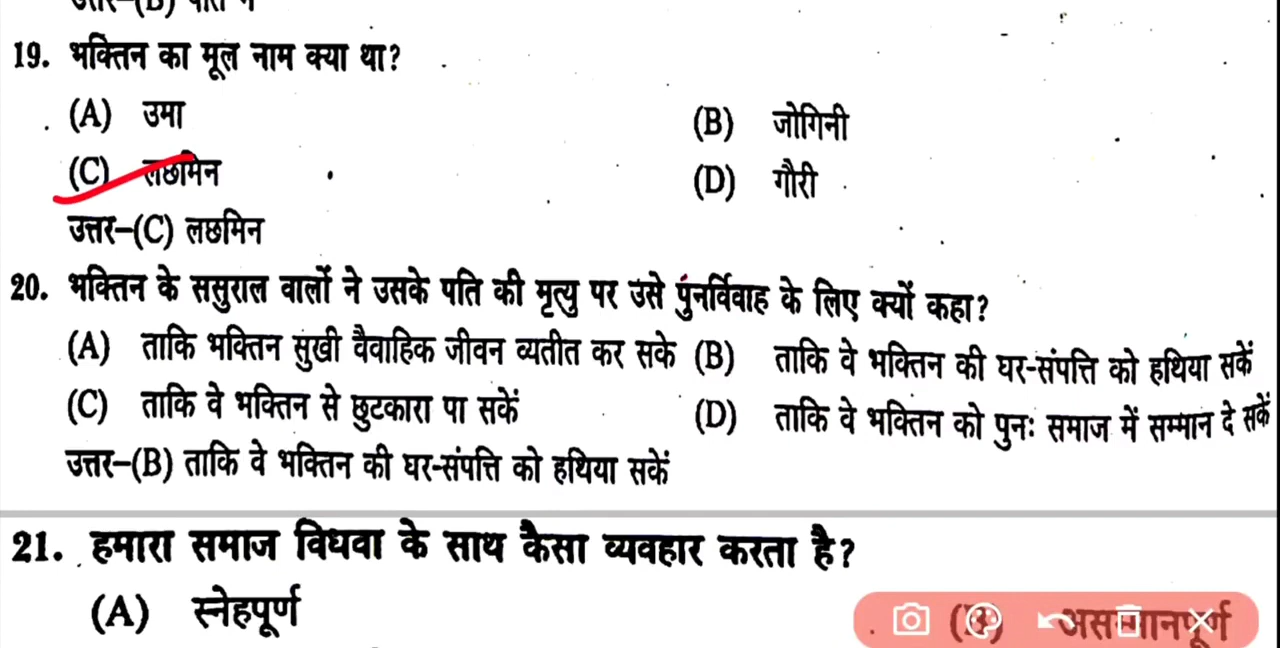 19. भक्तिन का मूल नाम क्या था?
(A) उमा (B) जोगिनी
(C) लछमिन (D) गौरी
उत्तर–(C) लछमिन
20. भक्तिन के ससुराल वालों ने उसके पति की मृत्यु पर उसे पुनर्विवाह के लिए क्यों कहा?
(A) ताकि भक्तिन सुखी वैवाहिक जीवन व्यतीत कर सके (B) ताकि वे भक्तिन की घर-संपत्ति को हथिया सकें
(C) ताकि वे भक्तिन से छुटकारा पा सकें (D) ताकि वे भक्तिन को पुनः समाज में सम्मान दे सकें
उत्तर–(B) ताकि वे भक्तिन की घर-संपत्ति को हथिया सकें
21. हमारा समाज विधवा के साथ कैसा व्यवहार करता है?
(A) स्नेहपूर्ण (B) असम्मानपूर्ण